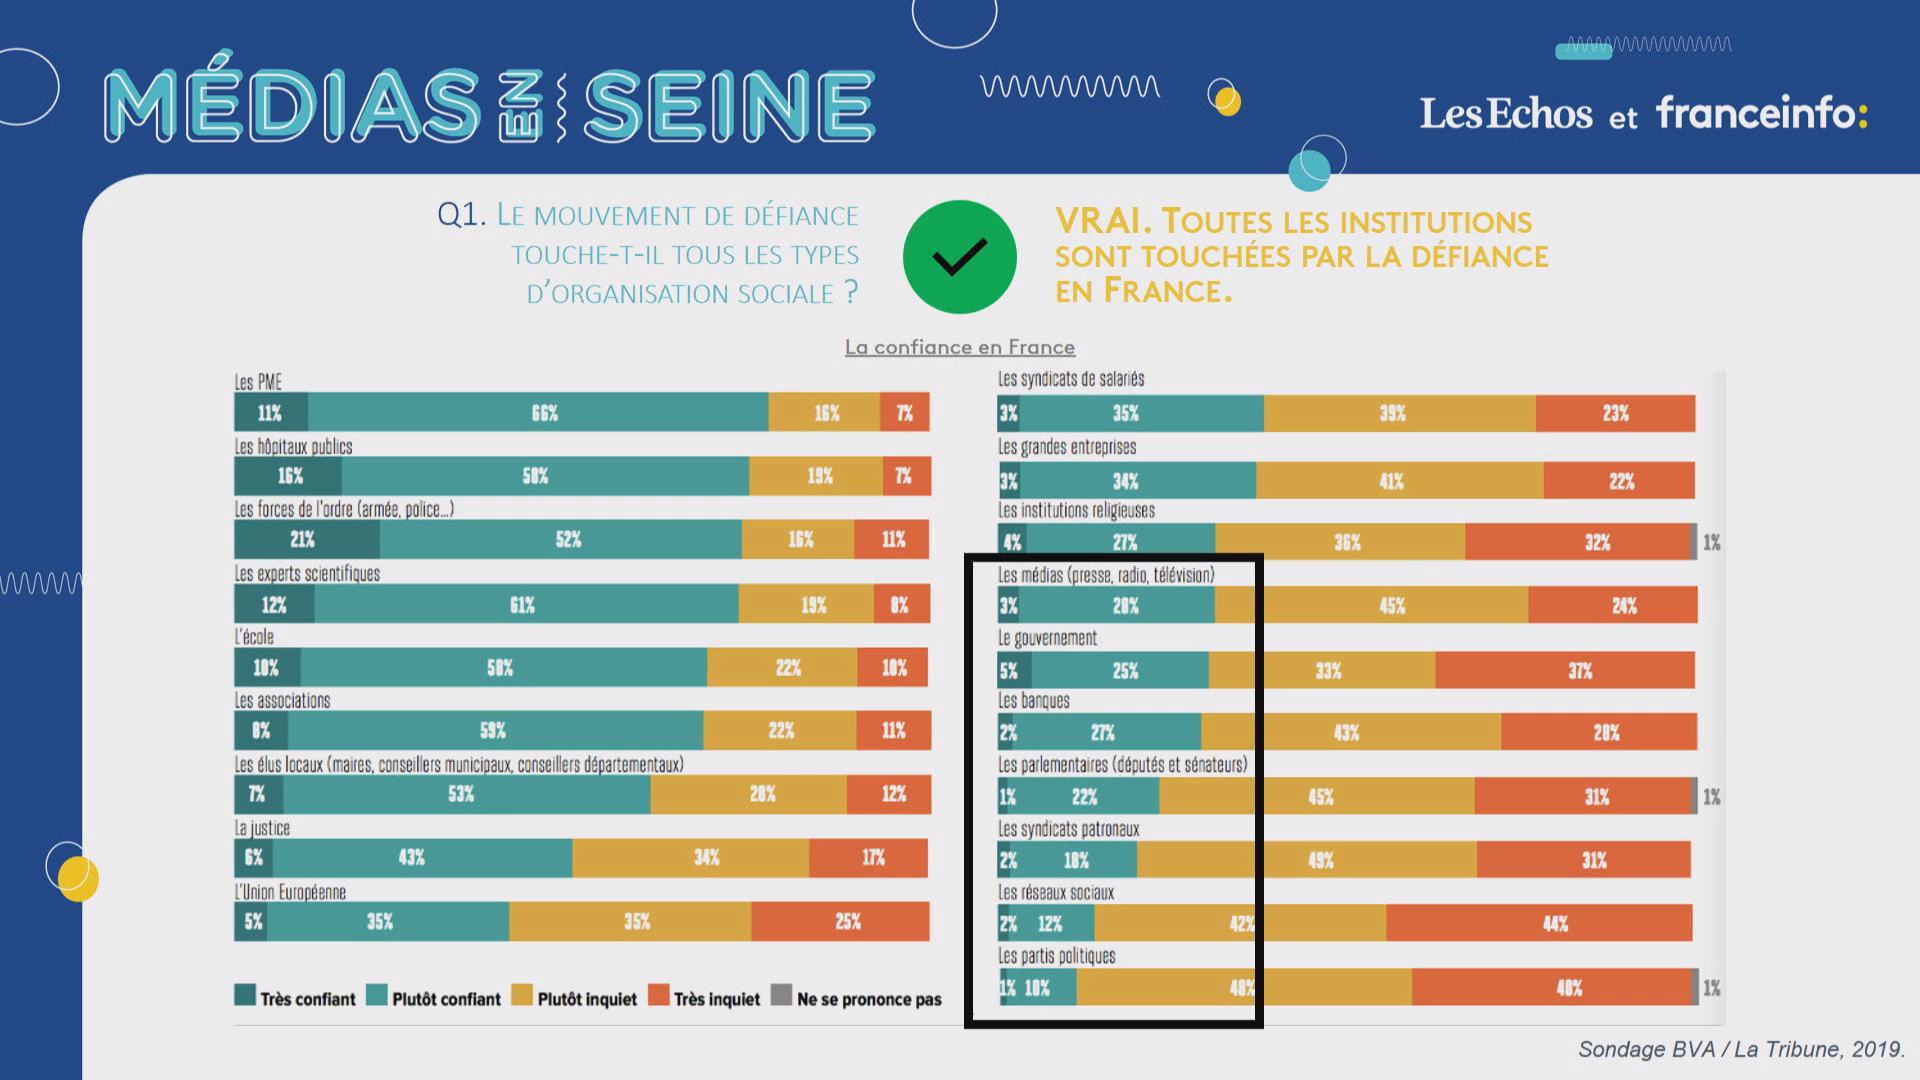 MÉDIAS EN SEINE
Les Echos et franceinfo:
Q1. LE MOUVEMENT DE DÉFIANCE
TOUCHE-T-IL TOUS LES TYPES
D'ORGANISATION SOCIALE ?
VRAI. TOUTES LES INSTITUTIONS
SONT TOUCHÉES PAR LA DÉFIANCE
EN FRANCE.
La confiance en France
Les PME
11% 66% 16% 7%
Les hôpitaux publics
16% 58% 19% 7%
Les forces de l'ordre (armée, police...)
21% 52% 16% 11%
Les experts scientifiques
12% 61% 19% 8%
L'école
10% 58% 22% 10%
Les associations
8% 59% 22% 11%
Les élus locaux (maires, conseillers municipaux, conseillers départementaux)
7% 53% 28% 12%
La justice
6% 43% 34% 17%
L'Union Européenne
5% 35% 35% 25%
Très confiant Plutôt confiant Plutôt inquiet Très inquiet Ne se prononce pas
Les syndicats de salariés
3% 35% 39% 23%
Les grandes entreprises
3% 34% 41% 22%
Les institutions religieuses
4% 27% 36% 32% 1%
Les médias (presse, radio, télévision)
3% 28% 45% 24%
Le gouvernement
5% 25% 33% 37%
Les banques
2% 27% 43% 28%
Les parlementaires (députés et sénateurs)
1% 22% 45% 31% 1%
Les syndicats patronaux
2% 18% 49% 31%
Les réseaux sociaux
2% 12% 42% 44%
Les partis politiques
1% 10% 48% 40% 1%
Sondage BVA / La Tribune, 2019.